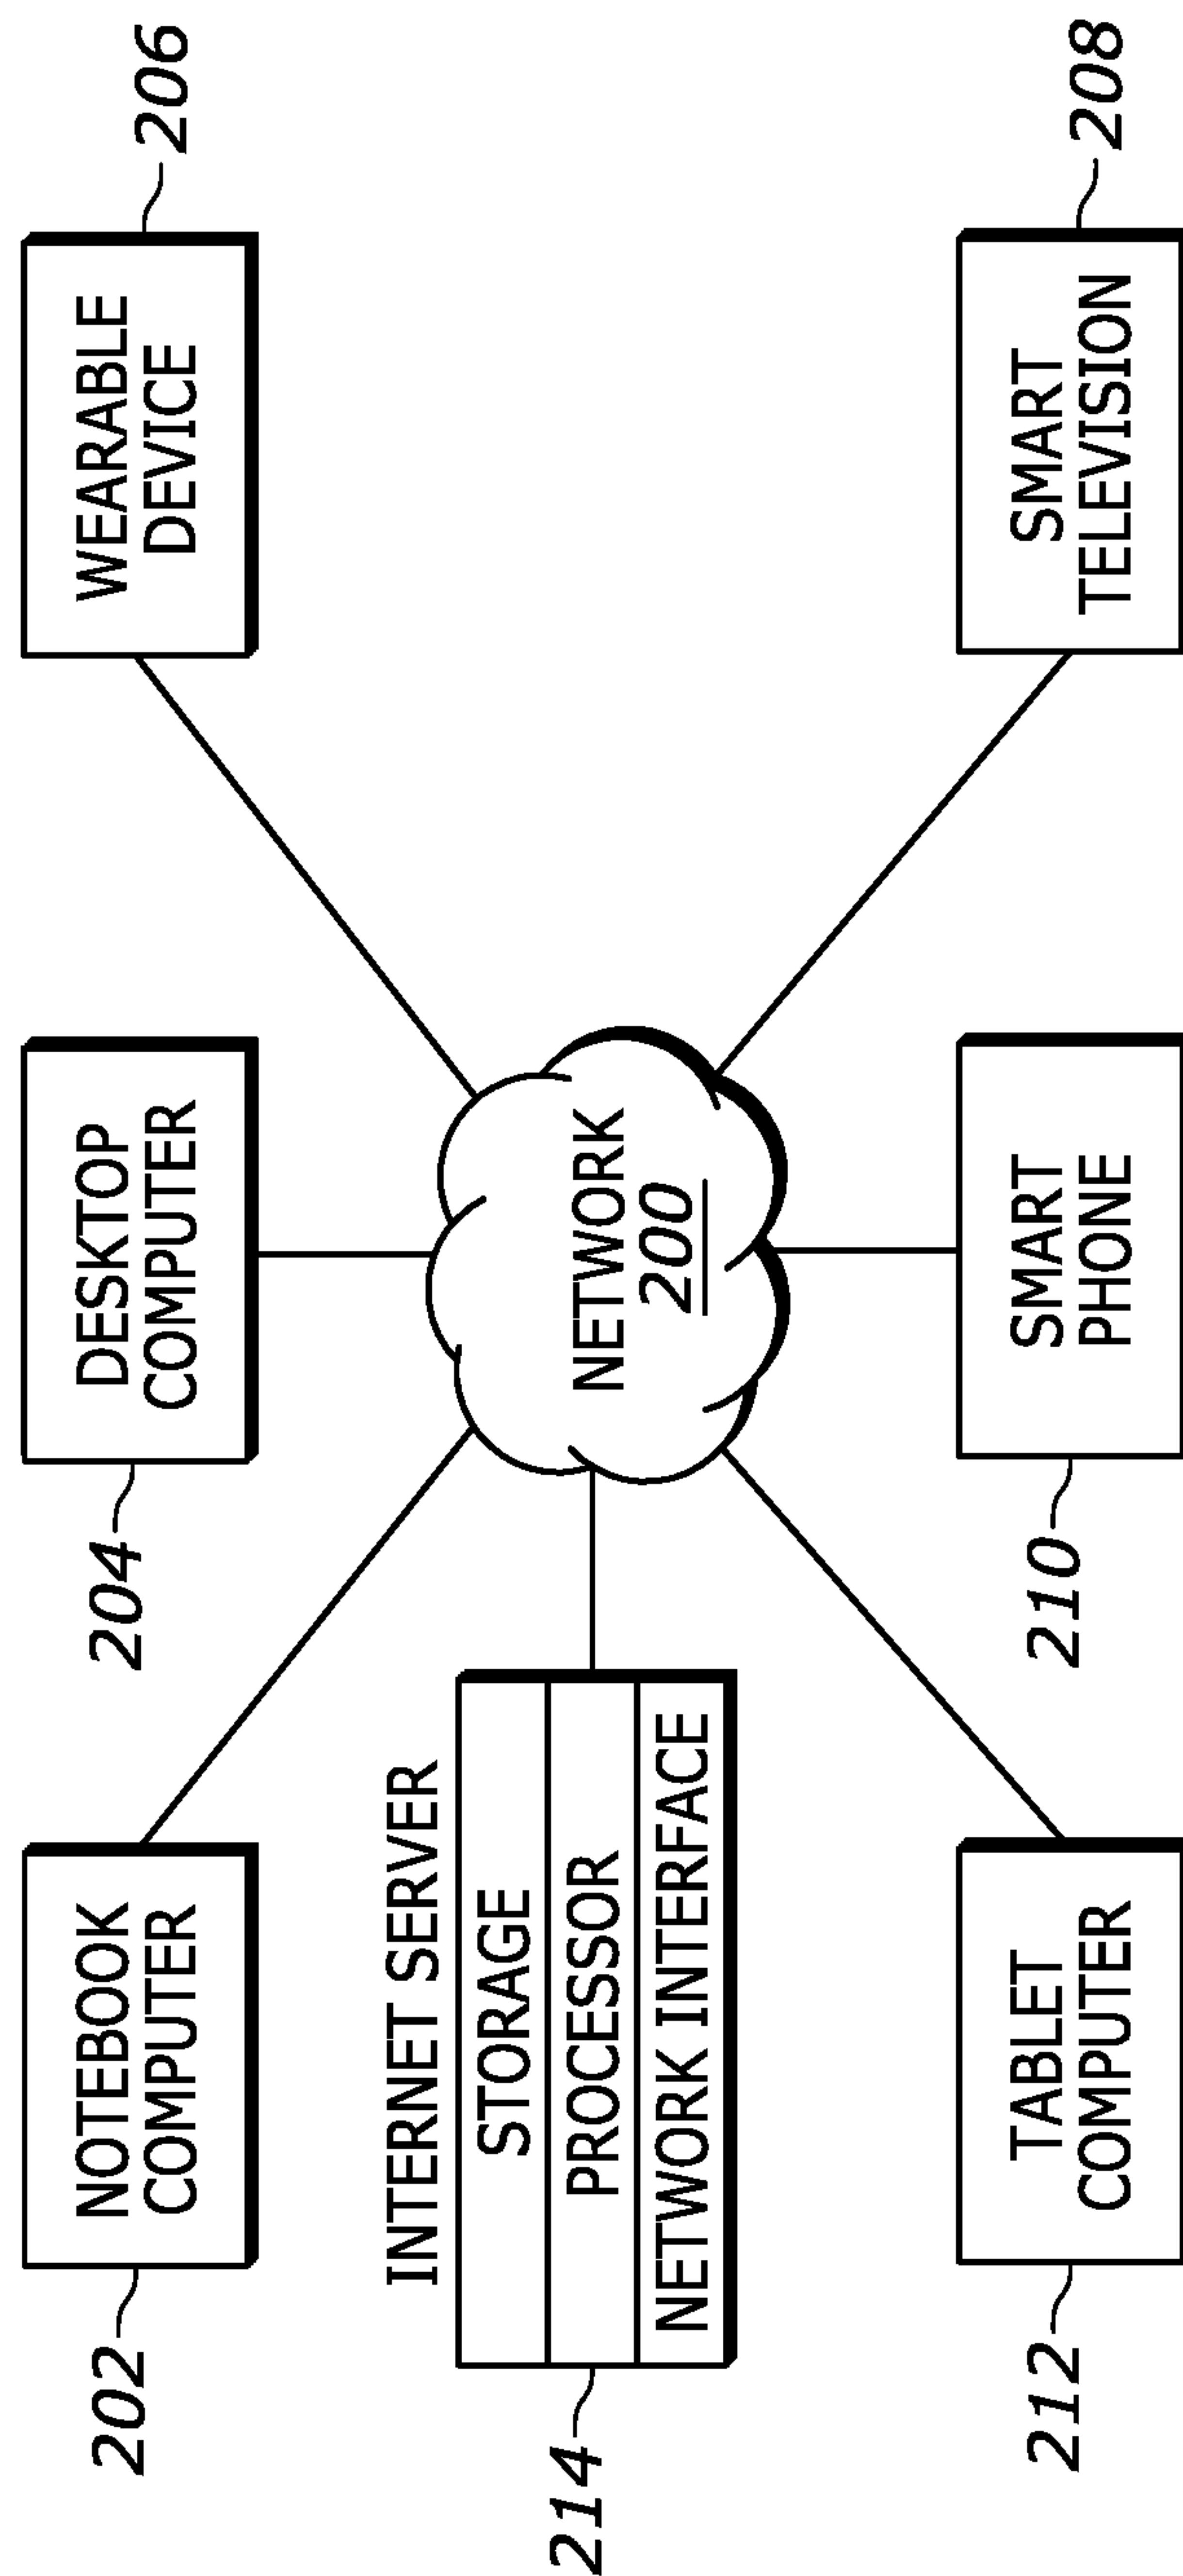 202
NOTEBOOK
COMPUTER
204
DESKTOP
COMPUTER
WEARABLE
DEVICE
206
INTERNET SERVER
214
STORAGE
PROCESSOR
NETWORK INTERFACE
NETWORK
200
212
TABLET
COMPUTER
210
SMART
PHONE
SMART
TELEVISION
208